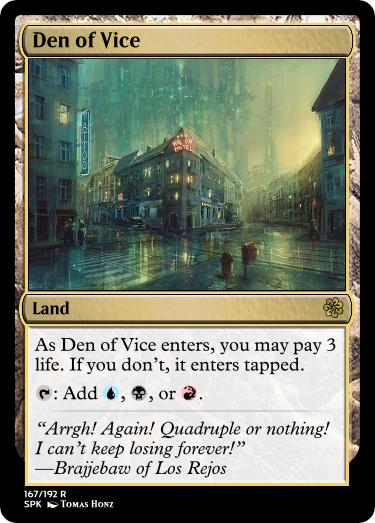 Den of Vice
TATTOO
HOTEL
Land
As Den of Vice enters, you may pay 3
life. If you don't, it enters tapped.
: Add , , or .
“Arrgh! Again! Quadruple or nothing!
I can't keep losing forever!”
—Brajjebaw of Los Rejos
167/192 R
SPK Tomas Honz